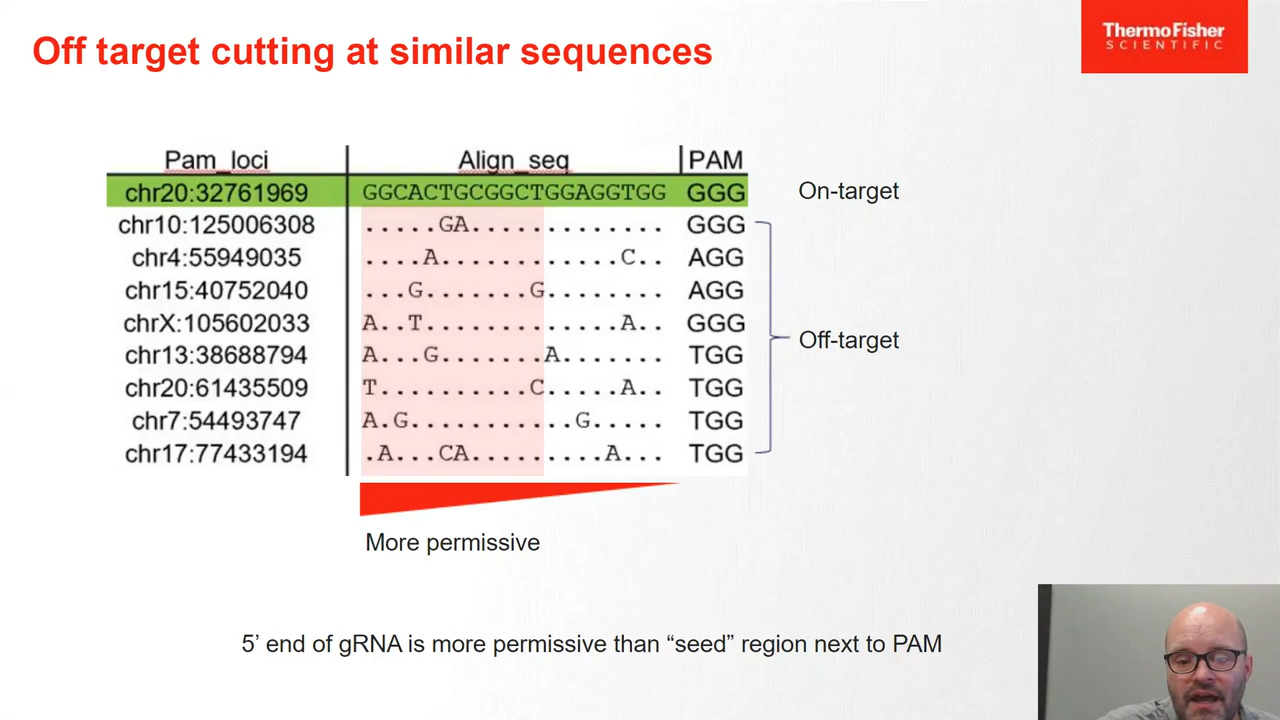 Off target cutting at similar sequences
ThermoFisher
SCIENTIFIC
Pam_loci Align_seq PAM
chr20:32761969 GGCACTGCGGCTGGAGGTGG GGG On-target
chr10:125006308 .....GA............. GGG
chr4:55949035 ....A............C.. AGG
chr15:40752040 ...G.......G........ AGG
chrX:105602033 A..T.............A.. GGG
Off-target
chr13:38688794 A...G.......A....... TGG
chr20:61435509 T..........C.....A.. TGG
chr7:54493747 A.G...........G..... TGG
chr17:77433194 .A...CA.........A... TGG
More permissive
5’ end of gRNA is more permissive than “seed” region next to PAM